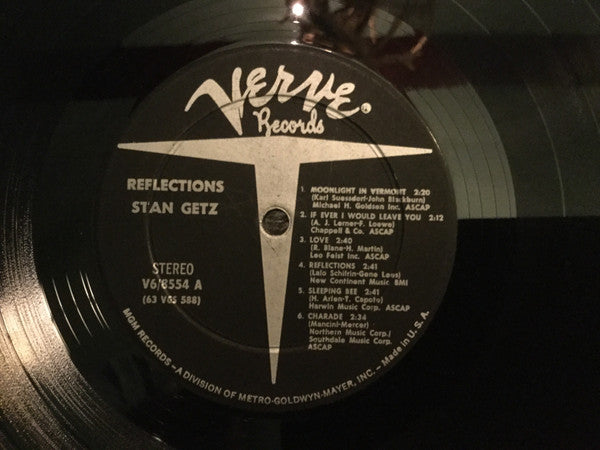 Verve
Records
REFLECTIONS
STAN GETZ
STEREO
V6/8554 A
(63 VGS 588)
1. MOONLIGHT IN VERMONT 2:20
(Karl Suessdorf-John Blackburn)
Michael H. Goldsen Inc. ASCAP
2. IF EVER I WOULD LEAVE YOU 2:12
(A. J. Lerner-F. Loewe)
Chappell & Co. ASCAP
3. LOVE 2:40
(R. Blane-H. Martin)
Leo Feist Inc. ASCAP
4. REFLECTIONS 2:41
(Lalo Schifrin-Gene Lees)
New Continent Music BMI
5. SLEEPING BEE 2:41
(H. Arlen-T. Capote)
Harwin Music Corp. ASCAP
6. CHARADE 2:34
(Mancini-Mercer)
Northern Music Corp./
Southdale Music Corp.
ASCAP
MGM RECORDS—A DIVISION OF METRO-GOLDWYN-MAYER, INC.—Made in U.S.A.